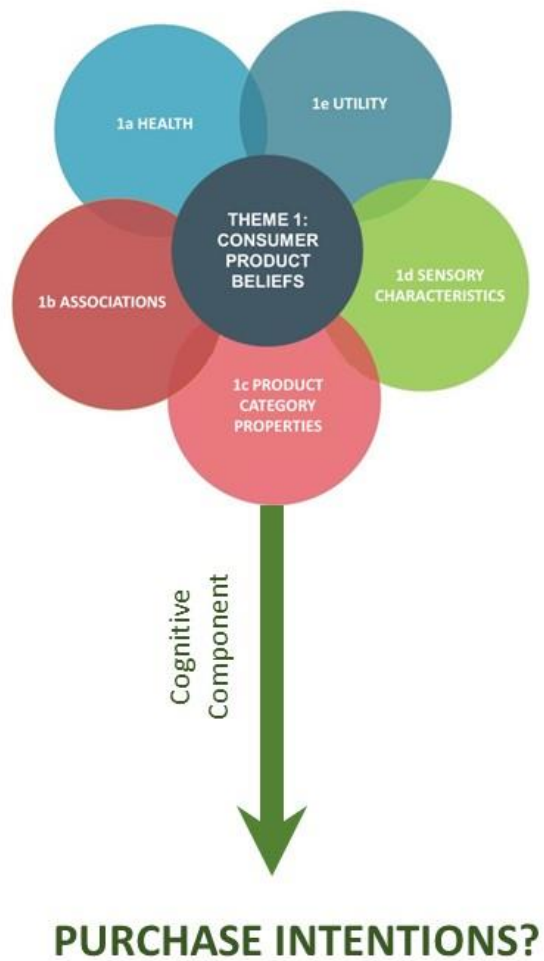 1a HEALTH
1e UTILITY
THEME 1:
CONSUMER
PRODUCT
BELIEFS
1b ASSOCIATIONS
1d SENSORY
CHARACTERISTICS
1c PRODUCT
CATEGORY
PROPERTIES
Cognitive
Component
PURCHASE INTENTIONS?